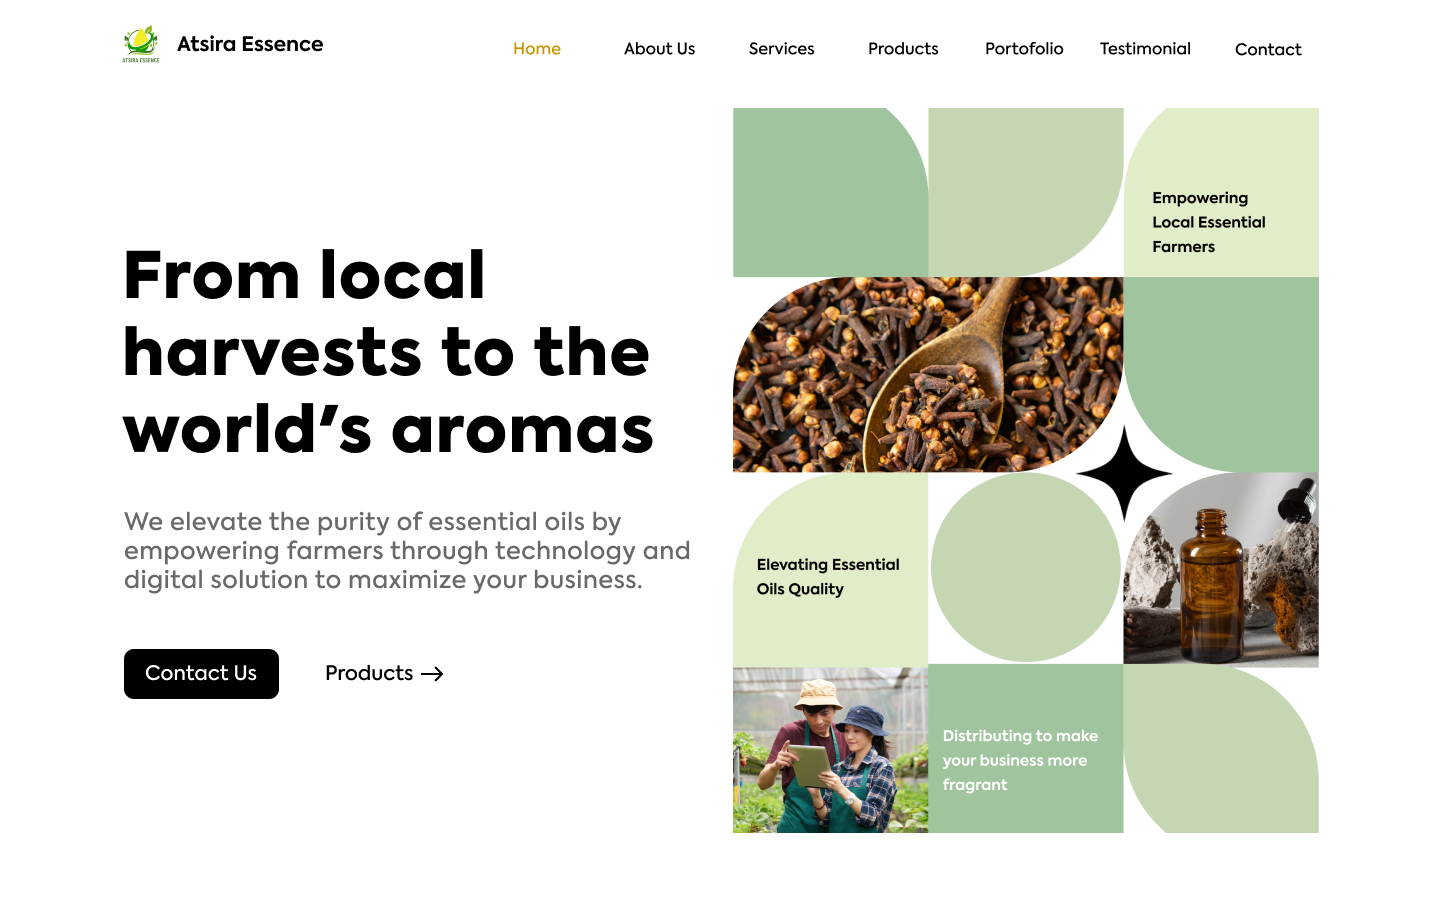 ATSIRA ESSENCE
Atsira Essence
Home
About Us
Services
Products
Portofolio
Testimonial
Contact
From local
harvests to the
world's aromas
We elevate the purity of essential oils by
empowering farmers through technology and
digital solution to maximize your business.
Contact Us
Products →
Empowering
Local Essential
Farmers
Elevating Essential
Oils Quality
Distributing to make
your business more
fragrant